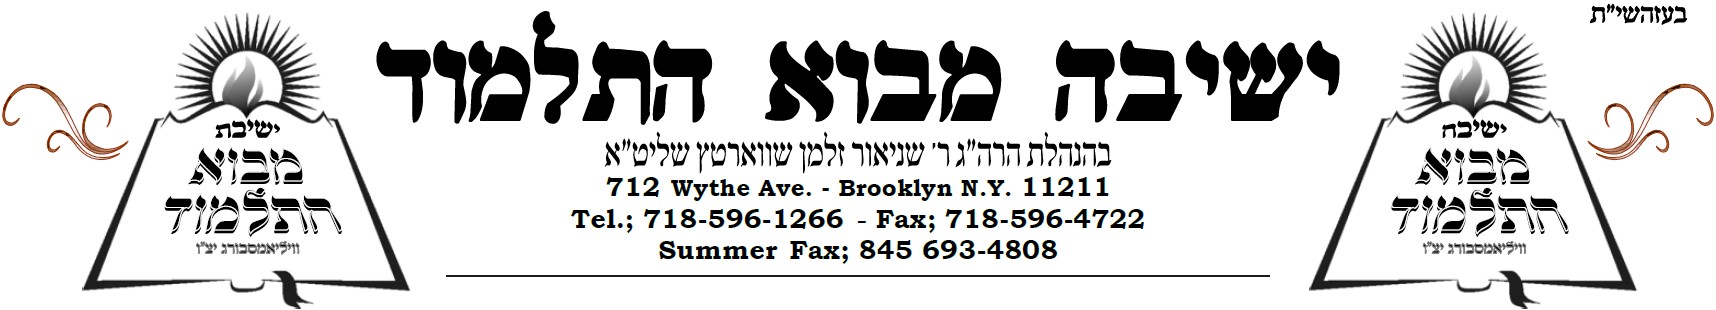 בעזהשי"ת
ישיבה מבוא התלמוד
בהנהלת הרה"ג ר' שניאור זלמן שווארטץ שליט"א
712 Wythe Ave. - Brooklyn N.Y. 11211
Tel.; 718-596-1266 - Fax; 718-596-4722
Summer Fax; 845 693-4808
ישיבת
מבוא
התלמוד
וויליאמסבורג יצ"ו
ישיבת
מבוא
התלמוד
וויליאמסבורג יצ"ו